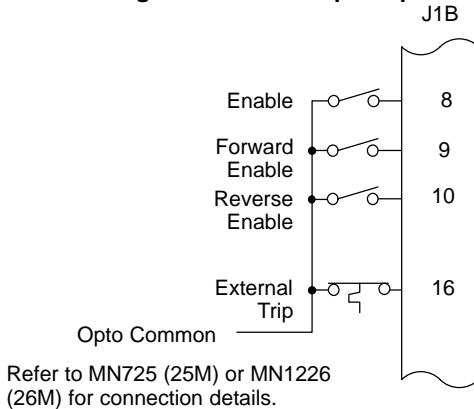 J1B
Enable
8
Forward
Enable
9
Reverse
Enable
10
External
Trip
16
Opto Common
Refer to MN725 (25M) or MN1226
(26M) for connection details.